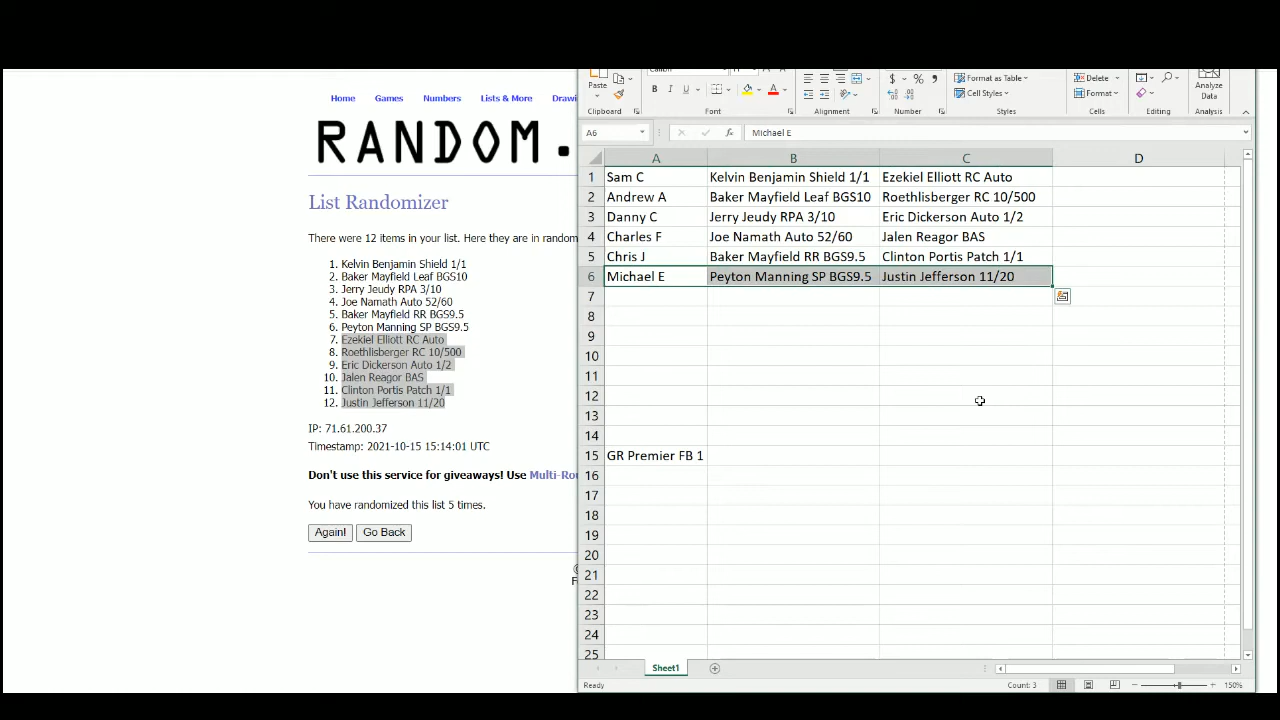 Home Games Numbers Lists & More Drawi
RANDOM.
List Randomizer
There were 12 items in your list. Here they are in random
1. Kelvin Benjamin Shield 1/1
2. Baker Mayfield Leaf BGS10
3. Jerry Jeudy RPA 3/10
4. Joe Namath Auto 52/60
5. Baker Mayfield RR BGS9.5
6. Peyton Manning SP BGS9.5
7. Ezekiel Elliott RC Auto
8. Roethlisberger RC 10/500
9. Eric Dickerson Auto 1/2
10. Jalen Reagor BAS
11. Clinton Portis Patch 1/1
12. Justin Jefferson 11/20
IP: 71.61.200.37
Timestamp: 2021-10-15 15:14:01 UTC
Don't use this service for giveaways! Use Multi-Ro
You have randomized this list 5 times.
Again! Go Back
Paste
B I U
$ % 9
Format as Table
Cell Styles
Delete
Format
Analyze
Data
Clipboard Font Alignment Number Styles Cells Editing Analysis
A6 fx Michael E
A B C D
1 Sam C Kelvin Benjamin Shield 1/1 Ezekiel Elliott RC Auto
2 Andrew A Baker Mayfield Leaf BGS10 Roethlisberger RC 10/500
3 Danny C Jerry Jeudy RPA 3/10 Eric Dickerson Auto 1/2
4 Charles F Joe Namath Auto 52/60 Jalen Reagor BAS
5 Chris J Baker Mayfield RR BGS9.5 Clinton Portis Patch 1/1
6 Michael E Peyton Manning SP BGS9.5 Justin Jefferson 11/20
7
8
9
10
11
12
13
14
15 GR Premier FB 1
16
17
18
19
20
21
22
23
24
25
Sheet1
Ready Count: 3 150%